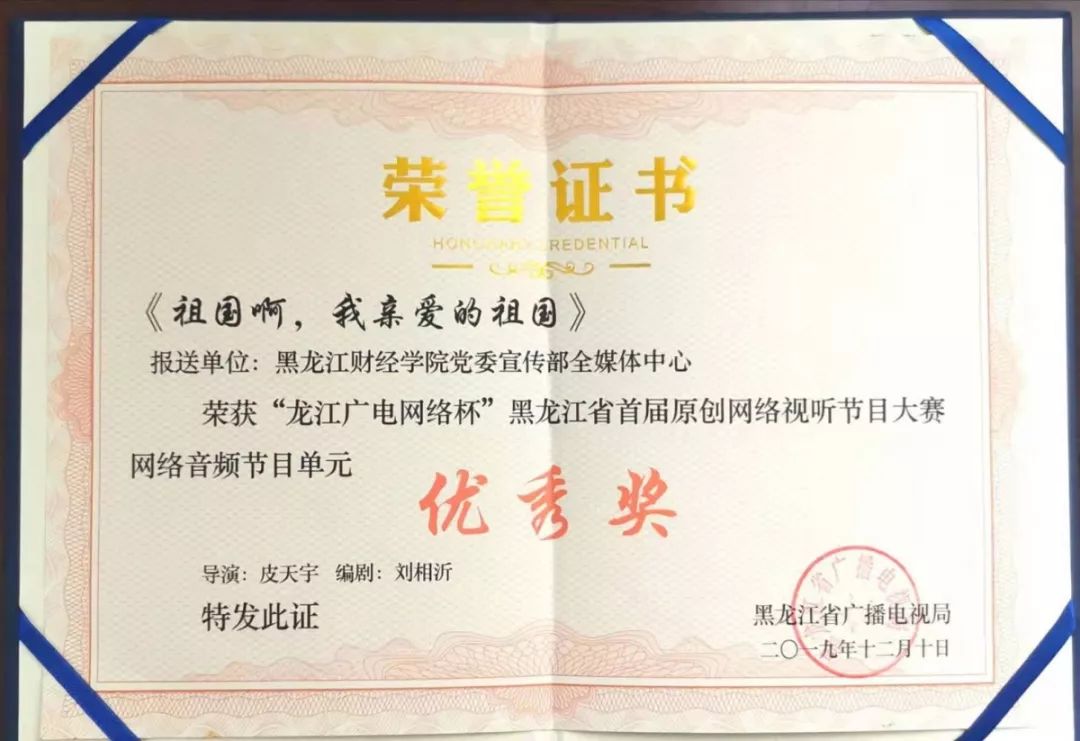 荣誉证书
HONORARY CREDENTIAL
《祖国啊，我亲爱的祖国》
报送单位：黑龙江财经学院党委宣传部全媒体中心
荣获“龙江广电网络杯”黑龙江省首届原创网络视听节目大赛
网络音频节目单元
优秀奖
导演：皮天宇 编剧：刘相沂
特发此证
黑龙江省广播电视局
二〇一九年十二月十日